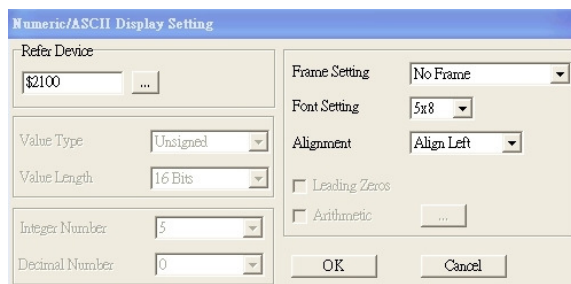 Numeric/ASCII Display Setting
Refer Device
$2100
...
Value Type
Unsigned
Value Length
16 Bits
Integer Number
5
Decimal Number
0
Frame Setting
No Frame
Font Setting
5x8
Alignment
Align Left
Leading Zeros
Arithmetic
...
OK
Cancel